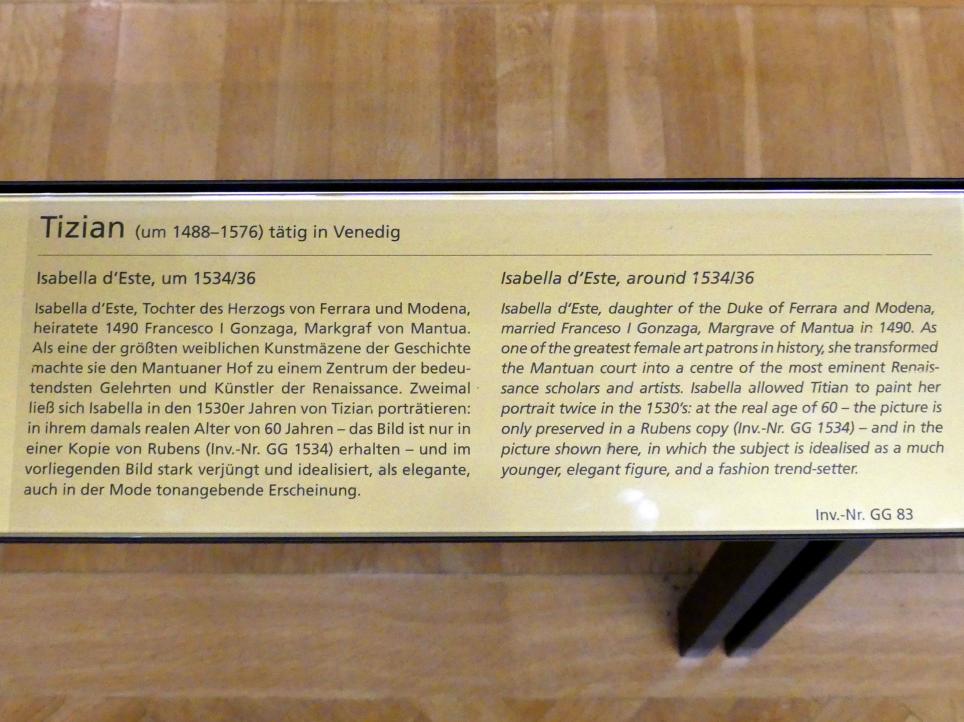 Tizian (um 1488–1576) tätig in Venedig
Isabella d'Este, um 1534/36
Isabella d'Este, Tochter des Herzogs von Ferrara und Modena,
heiratete 1490 Francesco I Gonzaga, Markgraf von Mantua.
Als eine der größten weiblichen Kunstmäzene der Geschichte
machte sie den Mantuaner Hof zu einem Zentrum der bedeu-
tendsten Gelehrten und Künstler der Renaissance. Zweimal
ließ sich Isabella in den 1530er Jahren von Tizian porträtieren:
in ihrem damals realen Alter von 60 Jahren – das Bild ist nur in
einer Kopie von Rubens (Inv.-Nr. GG 1534) erhalten – und im
vorliegenden Bild stark verjüngt und idealisiert, als elegante,
auch in der Mode tonangebende Erscheinung.
Isabella d'Este, around 1534/36
Isabella d'Este, daughter of the Duke of Ferrara and Modena,
married Franceso I Gonzaga, Margrave of Mantua in 1490. As
one of the greatest female art patrons in history, she transformed
the Mantuan court into a centre of the most eminent Renais-
sance scholars and artists. Isabella allowed Titian to paint her
portrait twice in the 1530's: at the real age of 60 – the picture is
only preserved in a Rubens copy (Inv.-Nr. GG 1534) – and in the
picture shown here, in which the subject is idealised as a much
younger, elegant figure, and a fashion trend-setter.
Inv.-Nr. GG 83